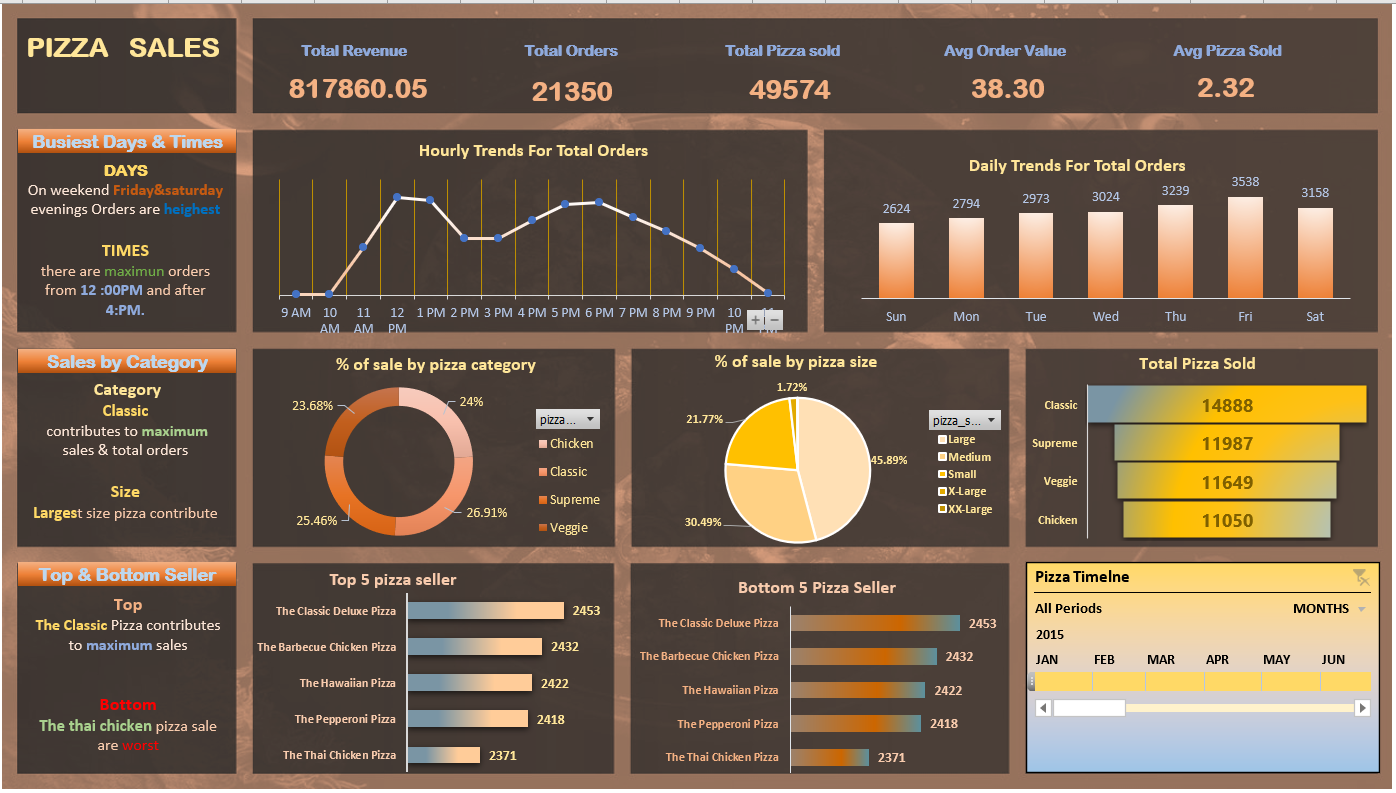 PIZZA SALES
Total Revenue
817860.05
Total Orders
21350
Total Pizza sold
49574
Avg Order Value
38.30
Avg Pizza Sold
2.32
Busiest Days & Times
DAYS
On weekend Friday&saturday
evenings Orders are heighest
TIMES
there are maximun orders
from 12 :00PM and after
4:PM.
Hourly Trends For Total Orders
9 AM 10 AM 11 AM 12 PM 1 PM 2 PM 3 PM 4 PM 5 PM 6 PM 7 PM 8 PM 9 PM 10 PM
Daily Trends For Total Orders
2624 2794 2973 3024 3239 3538 3158
Sun Mon Tue Wed Thu Fri Sat
Sales by Category
Category
Classic
contributes to maximum
sales & total orders
Size
Largest size pizza contribute
% of sale by pizza category
23.68%
24%
25.46%
26.91%
pizza...
Chicken
Classic
Supreme
Veggie
% of sale by pizza size
1.72%
21.77%
45.89%
30.49%
pizza_s...
Large
Medium
Small
X-Large
XX-Large
Total Pizza Sold
Classic 14888
Supreme 11987
Veggie 11649
Chicken 11050
Top & Bottom Seller
Top
The Classic Pizza contributes
to maximum sales
Bottom
The thai chicken pizza sale
are worst
Top 5 pizza seller
The Classic Deluxe Pizza 2453
The Barbecue Chicken Pizza 2432
The Hawaiian Pizza 2422
The Pepperoni Pizza 2418
The Thai Chicken Pizza 2371
Bottom 5 Pizza Seller
The Classic Deluxe Pizza 2453
The Barbecue Chicken Pizza 2432
The Hawaiian Pizza 2422
The Pepperoni Pizza 2418
The Thai Chicken Pizza 2371
Pizza Timelne
All Periods MONTHS
2015
JAN FEB MAR APR MAY JUN